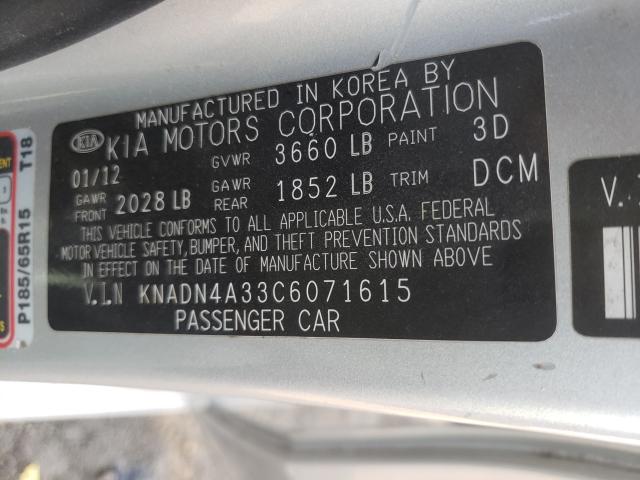 MANUFACTURED IN KOREA BY
KIA KIA MOTORS CORPORATION
01/12 GVWR 3660 LB PAINT 3D
GAWR FRONT 2028 LB GAWR REAR 1852 LB TRIM DCM
THIS VEHICLE CONFORMS TO ALL APPLICABLE U.S.A. FEDERAL
MOTOR VEHICLE SAFETY, BUMPER, AND THEFT PREVENTION STANDARDS
IN EFFECT ON THE DATE OF MANUFACTURE SHOWN ABOVE
V.I.N KNADN4A33C6071615
PASSENGER CAR
P185/65R15 T18
V.